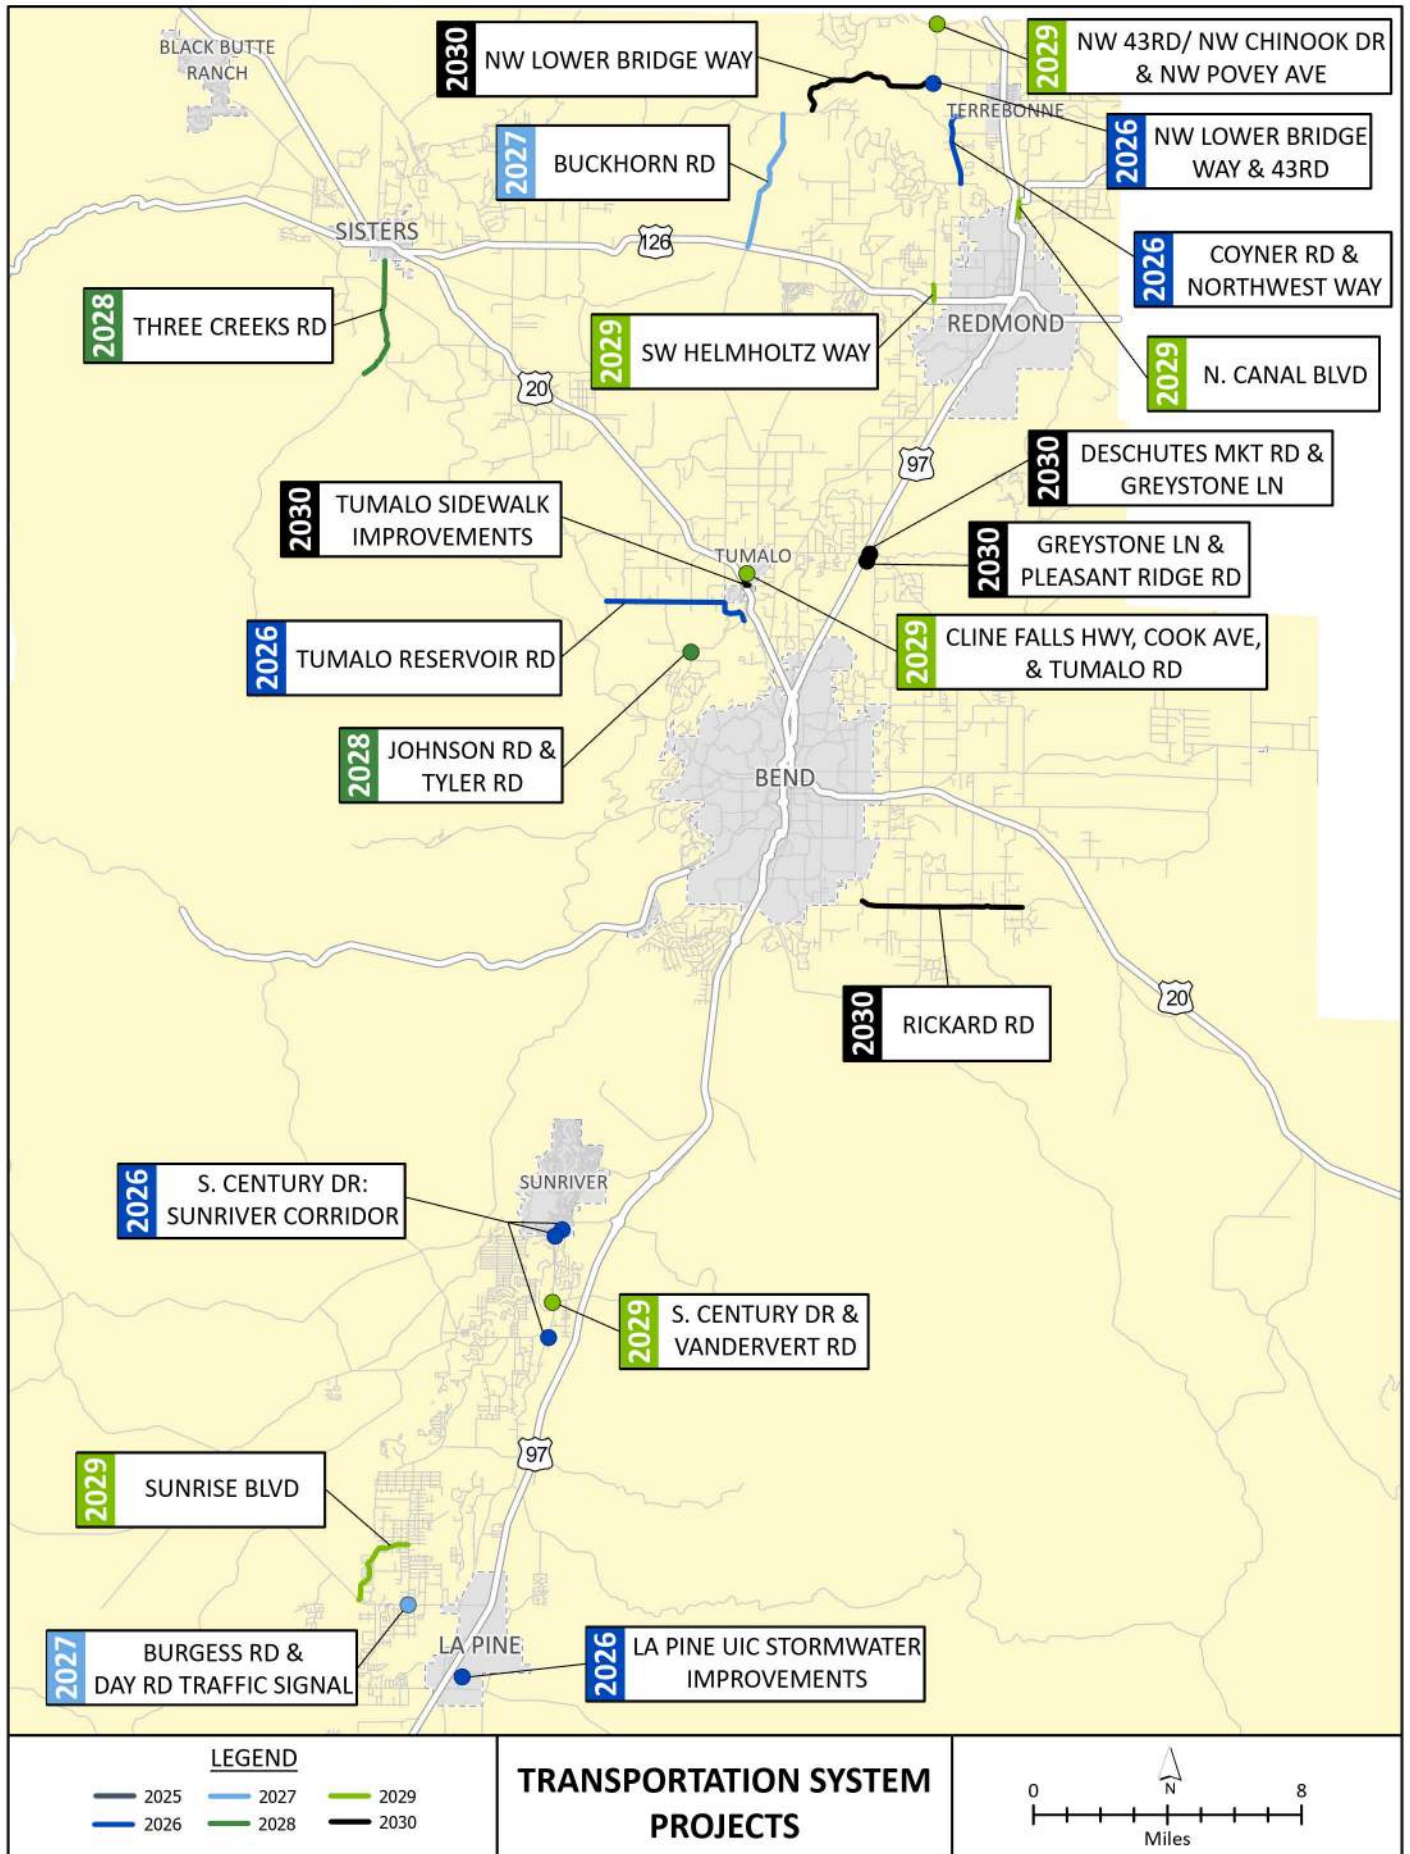 BLACK BUTTE
RANCH
2030
NW LOWER BRIDGE WAY
2029
NW 43RD/ NW CHINOOK DR
& NW POVEY AVE
TERREBONNE
2026
NW LOWER BRIDGE
WAY & 43RD
2027
BUCKHORN RD
SISTERS
126
2026
COYNER RD &
NORTHWEST WAY
2028
THREE CREEKS RD
2029
SW HELMHOLTZ WAY
REDMOND
2029
N. CANAL BLVD
20
97
2030
DESCHUTES MKT RD &
GREYSTONE LN
2030
TUMALO SIDEWALK
IMPROVEMENTS
TUMALO
2030
GREYSTONE LN &
PLEASANT RIDGE RD
2026
TUMALO RESERVOIR RD
2029
CLINE FALLS HWY, COOK AVE,
& TUMALO RD
2028
JOHNSON RD &
TYLER RD
BEND
20
2030
RICKARD RD
2026
S. CENTURY DR:
SUNRIVER CORRIDOR
SUNRIVER
2029
S. CENTURY DR &
VANDERVERT RD
97
2029
SUNRISE BLVD
2027
BURGESS RD &
DAY RD TRAFFIC SIGNAL
LA PINE
2026
LA PINE UIC STORMWATER
IMPROVEMENTS
LEGEND
2025
2027
2029
2026
2028
2030
TRANSPORTATION SYSTEM
PROJECTS
0
8
N
Miles